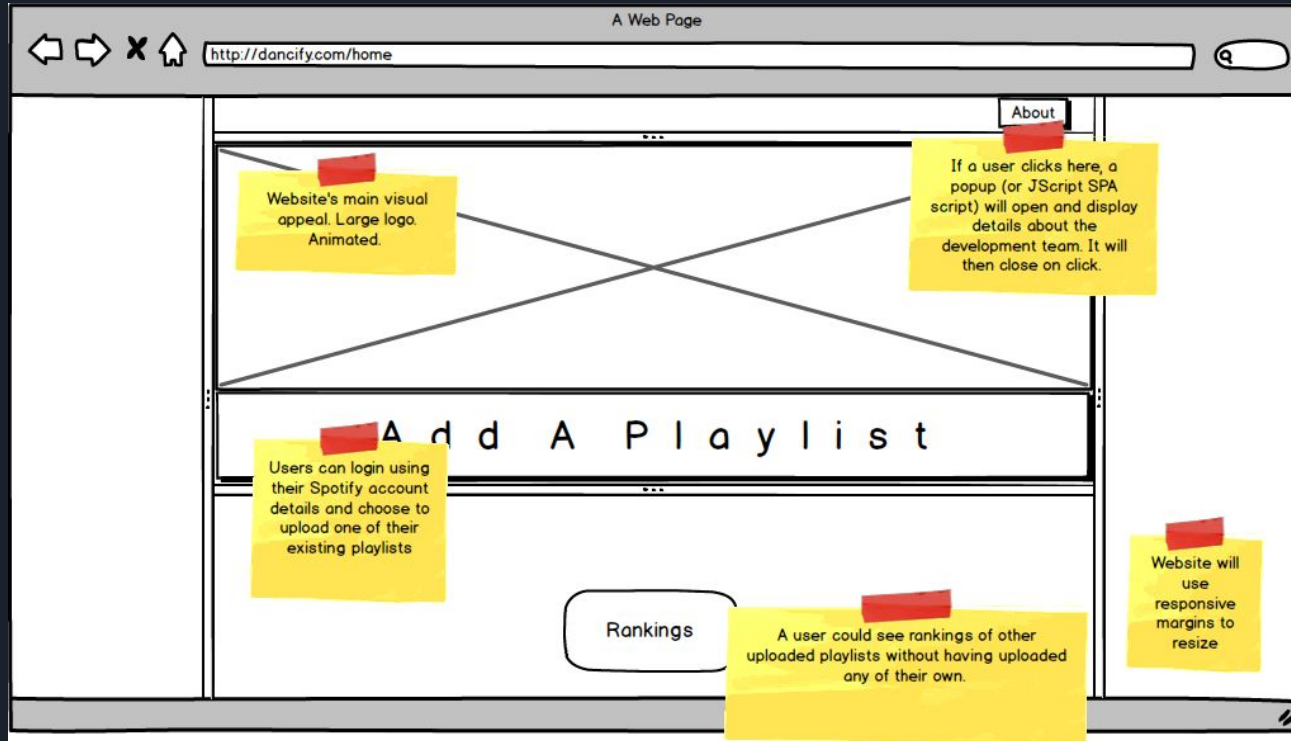 A Web Page
http://dancify.com/home
About
If a user clicks here, a
popup (or JScript SPA
script) will open and display
details about the
development team. It will
then close on click.
Website's main visual
appeal. Large logo.
Animated.
Add A Playlist
Users can login using
their Spotify account
details and choose to
upload one of their
existing playlists
Website will
use
responsive
margins to
resize
Rankings
A user could see rankings of other
uploaded playlists without having uploaded
any of their own.